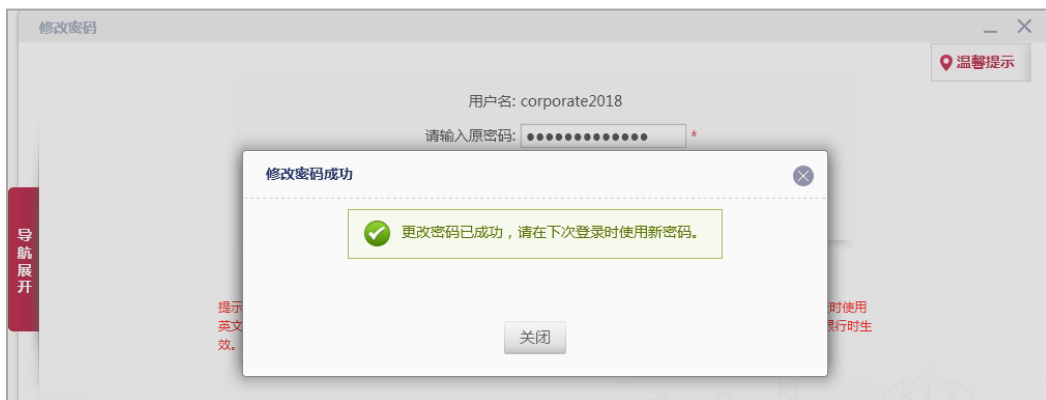 修改密码
温馨提示
用户名: corporate2018
请输入原密码: ●●●●●●●●●●●●● *
修改密码成功
更改密码已成功，请在下次登录时使用新密码。
导航展开
提示 时使用
英文 银行时生
效。
关闭